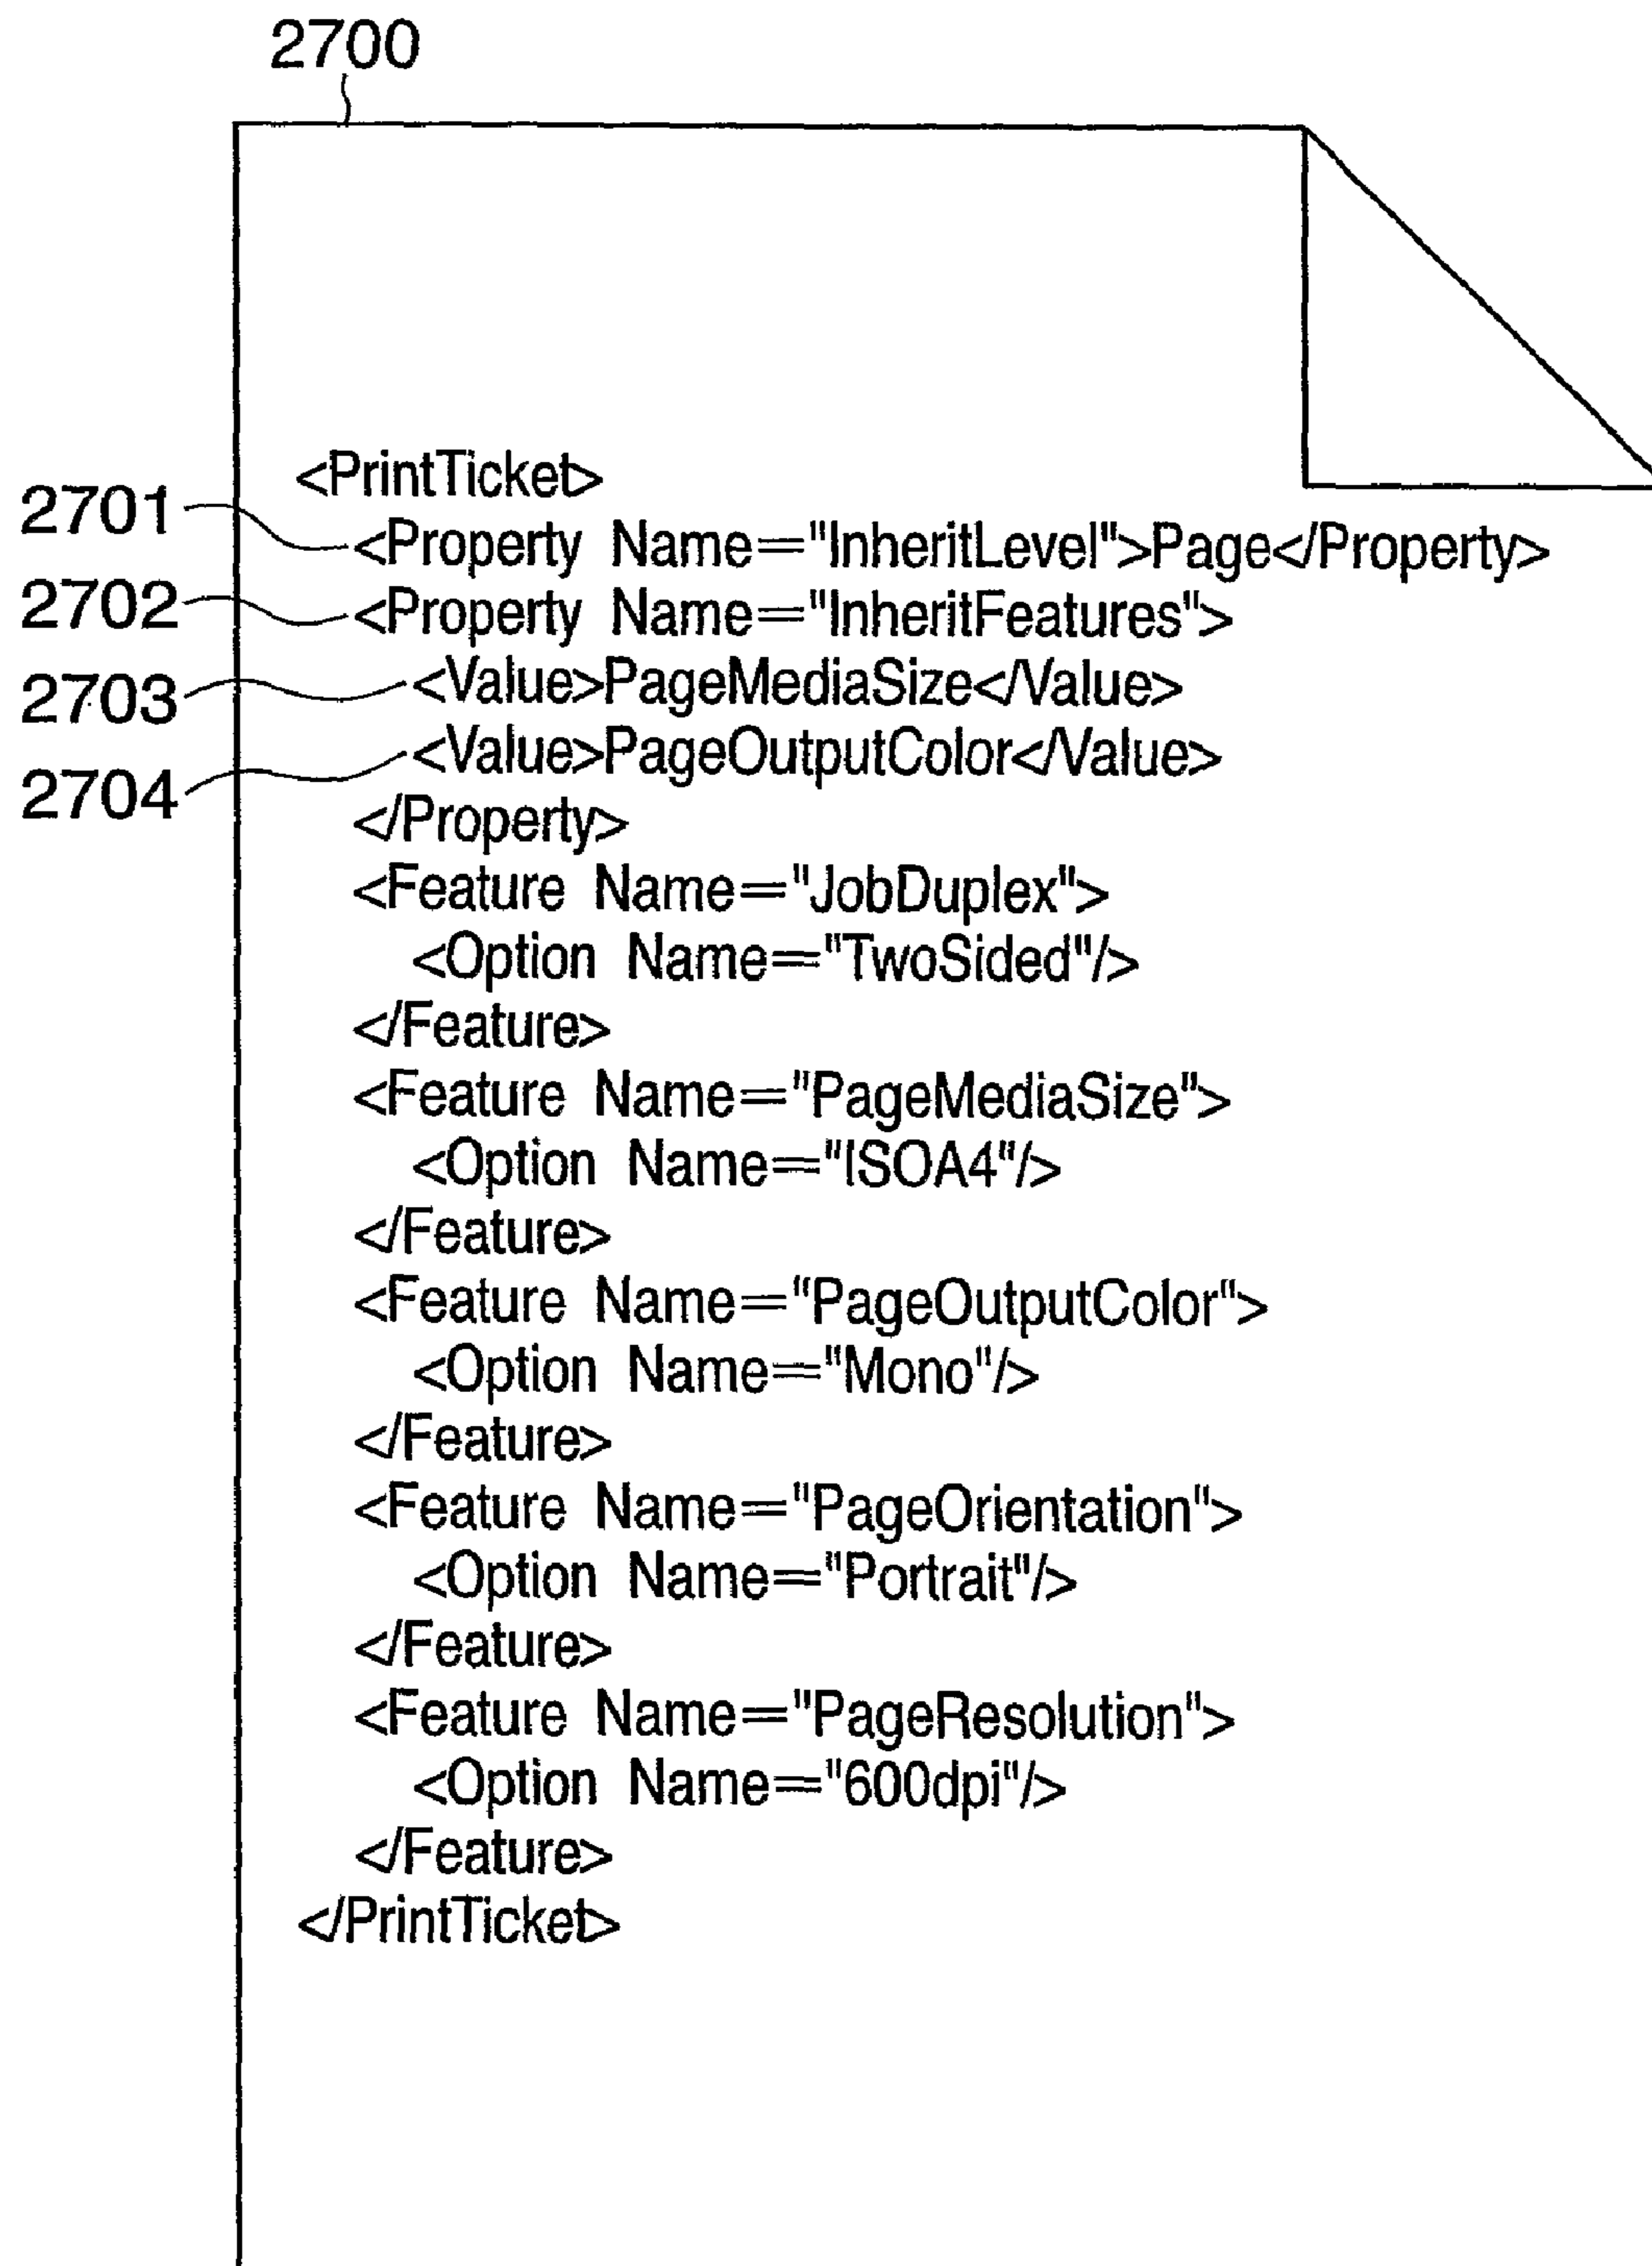 2700
<PrintTicket>
2701 <Property Name="InheritLevel">Page</Property>
2702 <Property Name="InheritFeatures">
2703 <Value>PageMediaSize</Value>
2704 <Value>PageOutputColor</Value>
</Property>
<Feature Name="JobDuplex">
<Option Name="TwoSided"/>
</Feature>
<Feature Name="PageMediaSize">
<Option Name="ISOA4"/>
</Feature>
<Feature Name="PageOutputColor">
<Option Name="Mono"/>
</Feature>
<Feature Name="PageOrientation">
<Option Name="Portrait"/>
</Feature>
<Feature Name="PageResolution">
<Option Name="600dpi"/>
</Feature>
</PrintTicket>